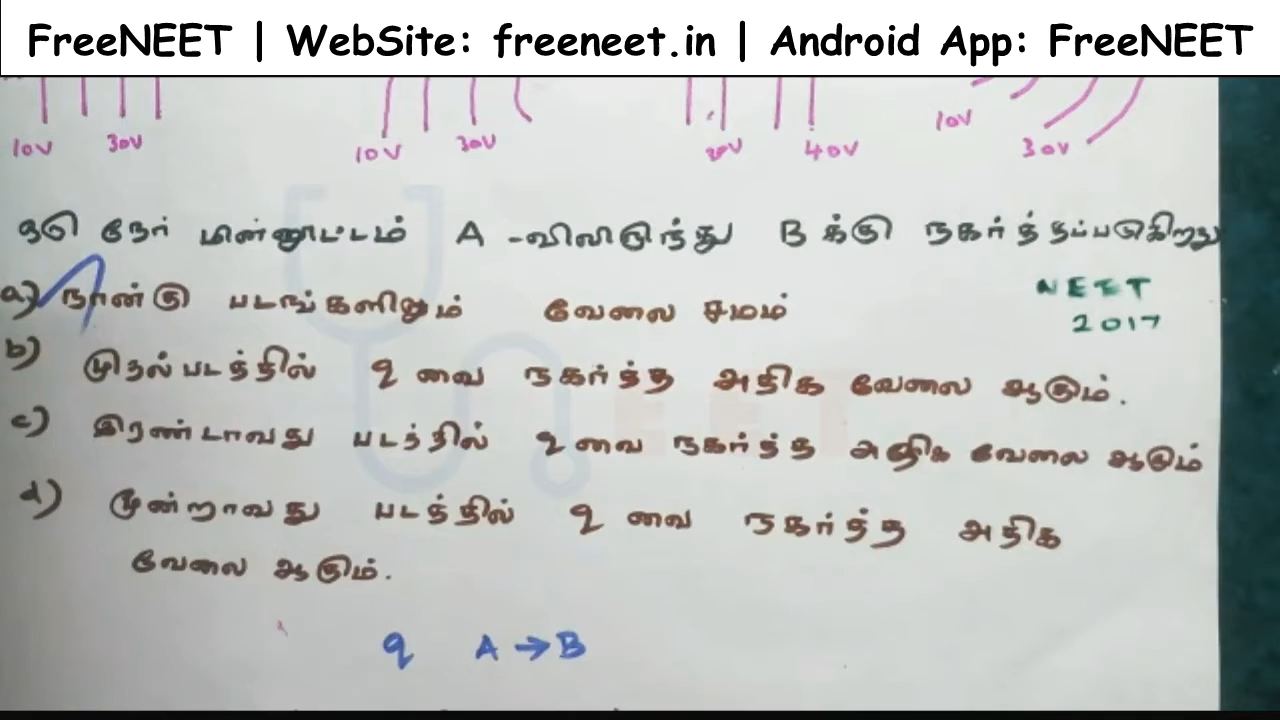 FreeNEET | WebSite: freeneet.in | Android App: FreeNEET
10V 30V 10V 30V 20V 40V 10V 30V
ஒரு நேர் மின்னூட்டம் A -விலிருந்து B க்கு நகர்த்தப்படுகிறது
a) நான்கு படங்களிலும் வேலை சமம்
NEET
2017
b) முதல் படத்தில் q வை நகர்த்த அதிக வேலை ஆகும்.
c) இரண்டாவது படத்தில் q வை நகர்த்த அதிக வேலை ஆகும்
d) மூன்றாவது படத்தில் q வை நகர்த்த அதிக
வேலை ஆகும்.
q A → B